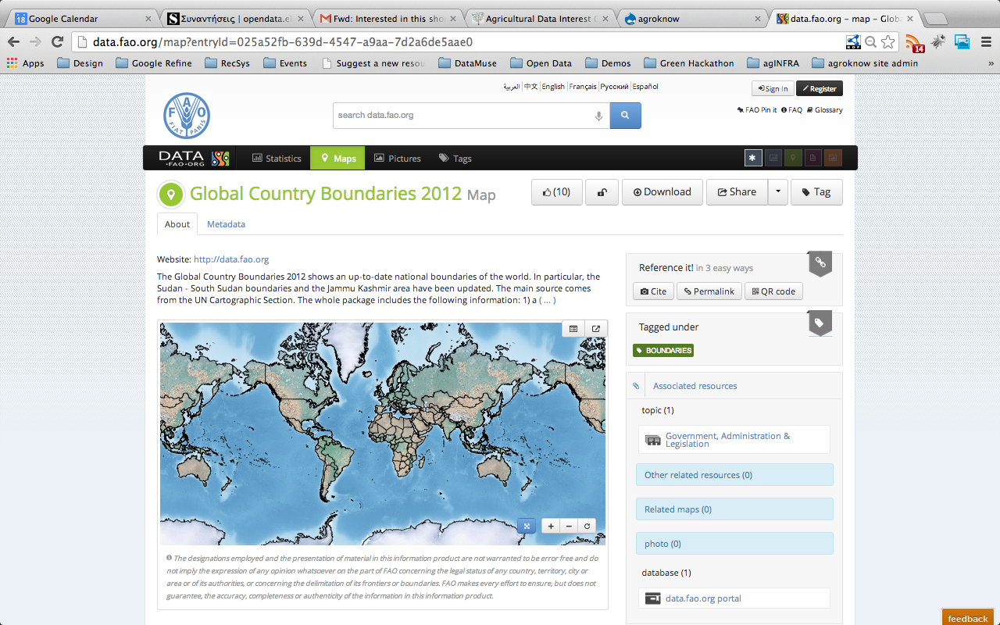 18 Google Calendar
S Συναντήσεις | opendata.el
Fwd: Interested in this sho
Agricultural Data Interest G
agroknow
data.fao.org – map – Glob
data.fao.org/map?entryId=025a52fb-639d-4547-a9aa-7d2a6de5aae0
RDF
14
Apps
Design
Google Refine
RecSys
Events
Suggest a new resou
DataMuse
Open Data
Demos
Green Hackathon
agINFRA
agroknow site admin
»
العربية | 中文 | English | Français | Русский | Español
Sign In
Register
FAO
FIAT PANIS
search data.fao.org
FAO Pin it
FAQ
Glossary
DATA
•FAO•ORG
Statistics
Maps
Pictures
Tags
Global Country Boundaries 2012 Map
(10)
Download
Share
Tag
About
Metadata
Website: http://data.fao.org
The Global Country Boundaries 2012 shows an up-to-date national boundaries of the world. In particular, the
Sudan - South Sudan boundaries and the Jammu Kashmir area have been updated. The main source comes
from the UN Cartographic Section. The whole package includes the following information: 1) a ( ... )
The designations employed and the presentation of material in this information product are not warranted to be error free and do
not imply the expression of any opinion whatsoever on the part of FAO concerning the legal status of any country, territory, city or
area or of its authorities, or concerning the delimitation of its frontiers or boundaries. FAO makes every effort to ensure, but does not
guarantee, the accuracy, completeness or authenticity of the information in this information product.
Reference it! in 3 easy ways
Cite
Permalink
QR code
Tagged under
BOUNDARIES
Associated resources
topic (1)
Government, Administration &
Legislation
Other related resources (0)
Related maps (0)
photo (0)
database (1)
data.fao.org portal
feedback